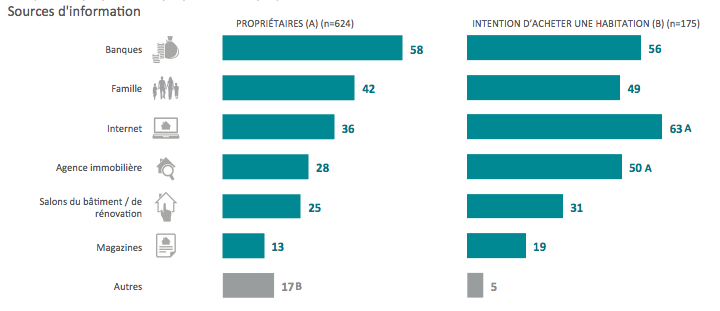 Sources d'information
PROPRIÉTAIRES (A) (n=624)
INTENTION D'ACHETER UNE HABITATION (B) (n=175)
Banques
58
56
Famille
42
49
Internet
36
63 A
Agence immobilière
28
50 A
Salons du bâtiment / de
rénovation
25
31
Magazines
13
19
Autres
17 B
5